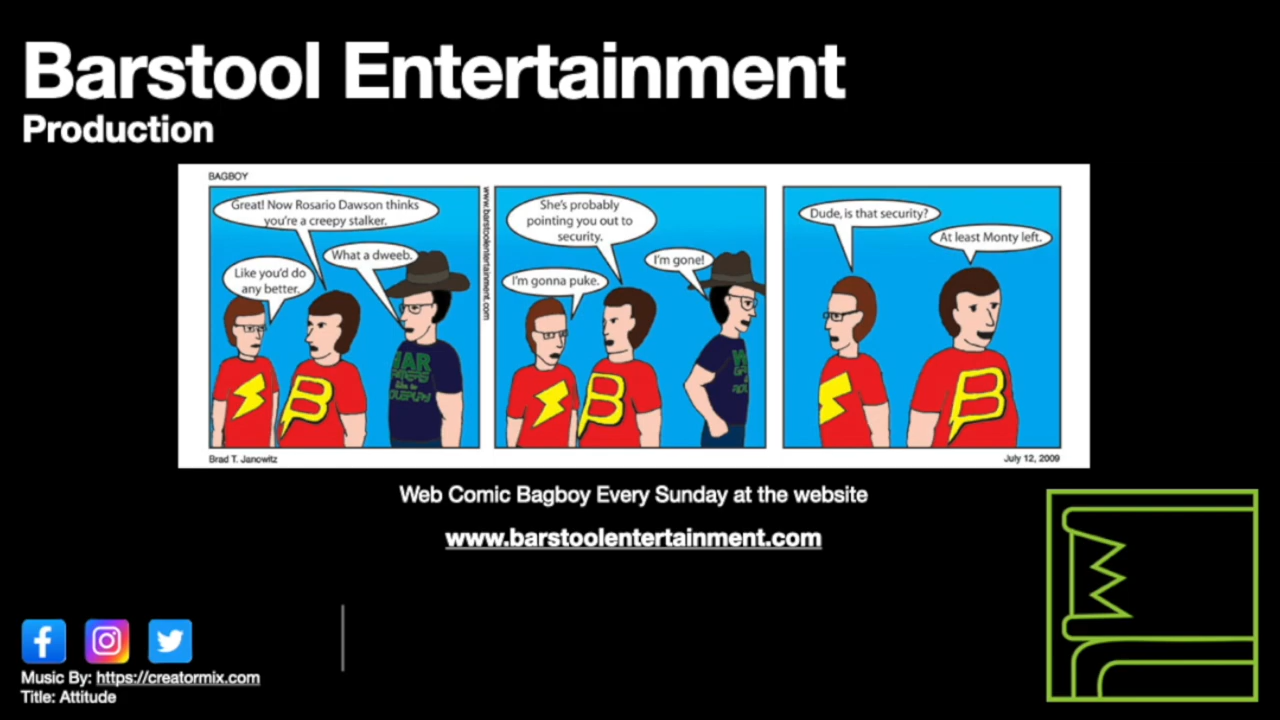 Barstool Entertainment
Production
BAGBOY
Great! Now Rosario Dawson thinks
you're a creepy stalker.
What a dweeb.
Like you'd do
any better.
www.barstoolentertainment.com
She's probably
pointing you out to
security.
I'm gonna puke.
I'm gone!
Dude, is that security?
At least Monty left.
Brad T. Janowitz
July 12, 2009
Web Comic Bagboy Every Sunday at the website
www.barstoolentertainment.com
Music By: https://creatormix.com
Title: Attitude